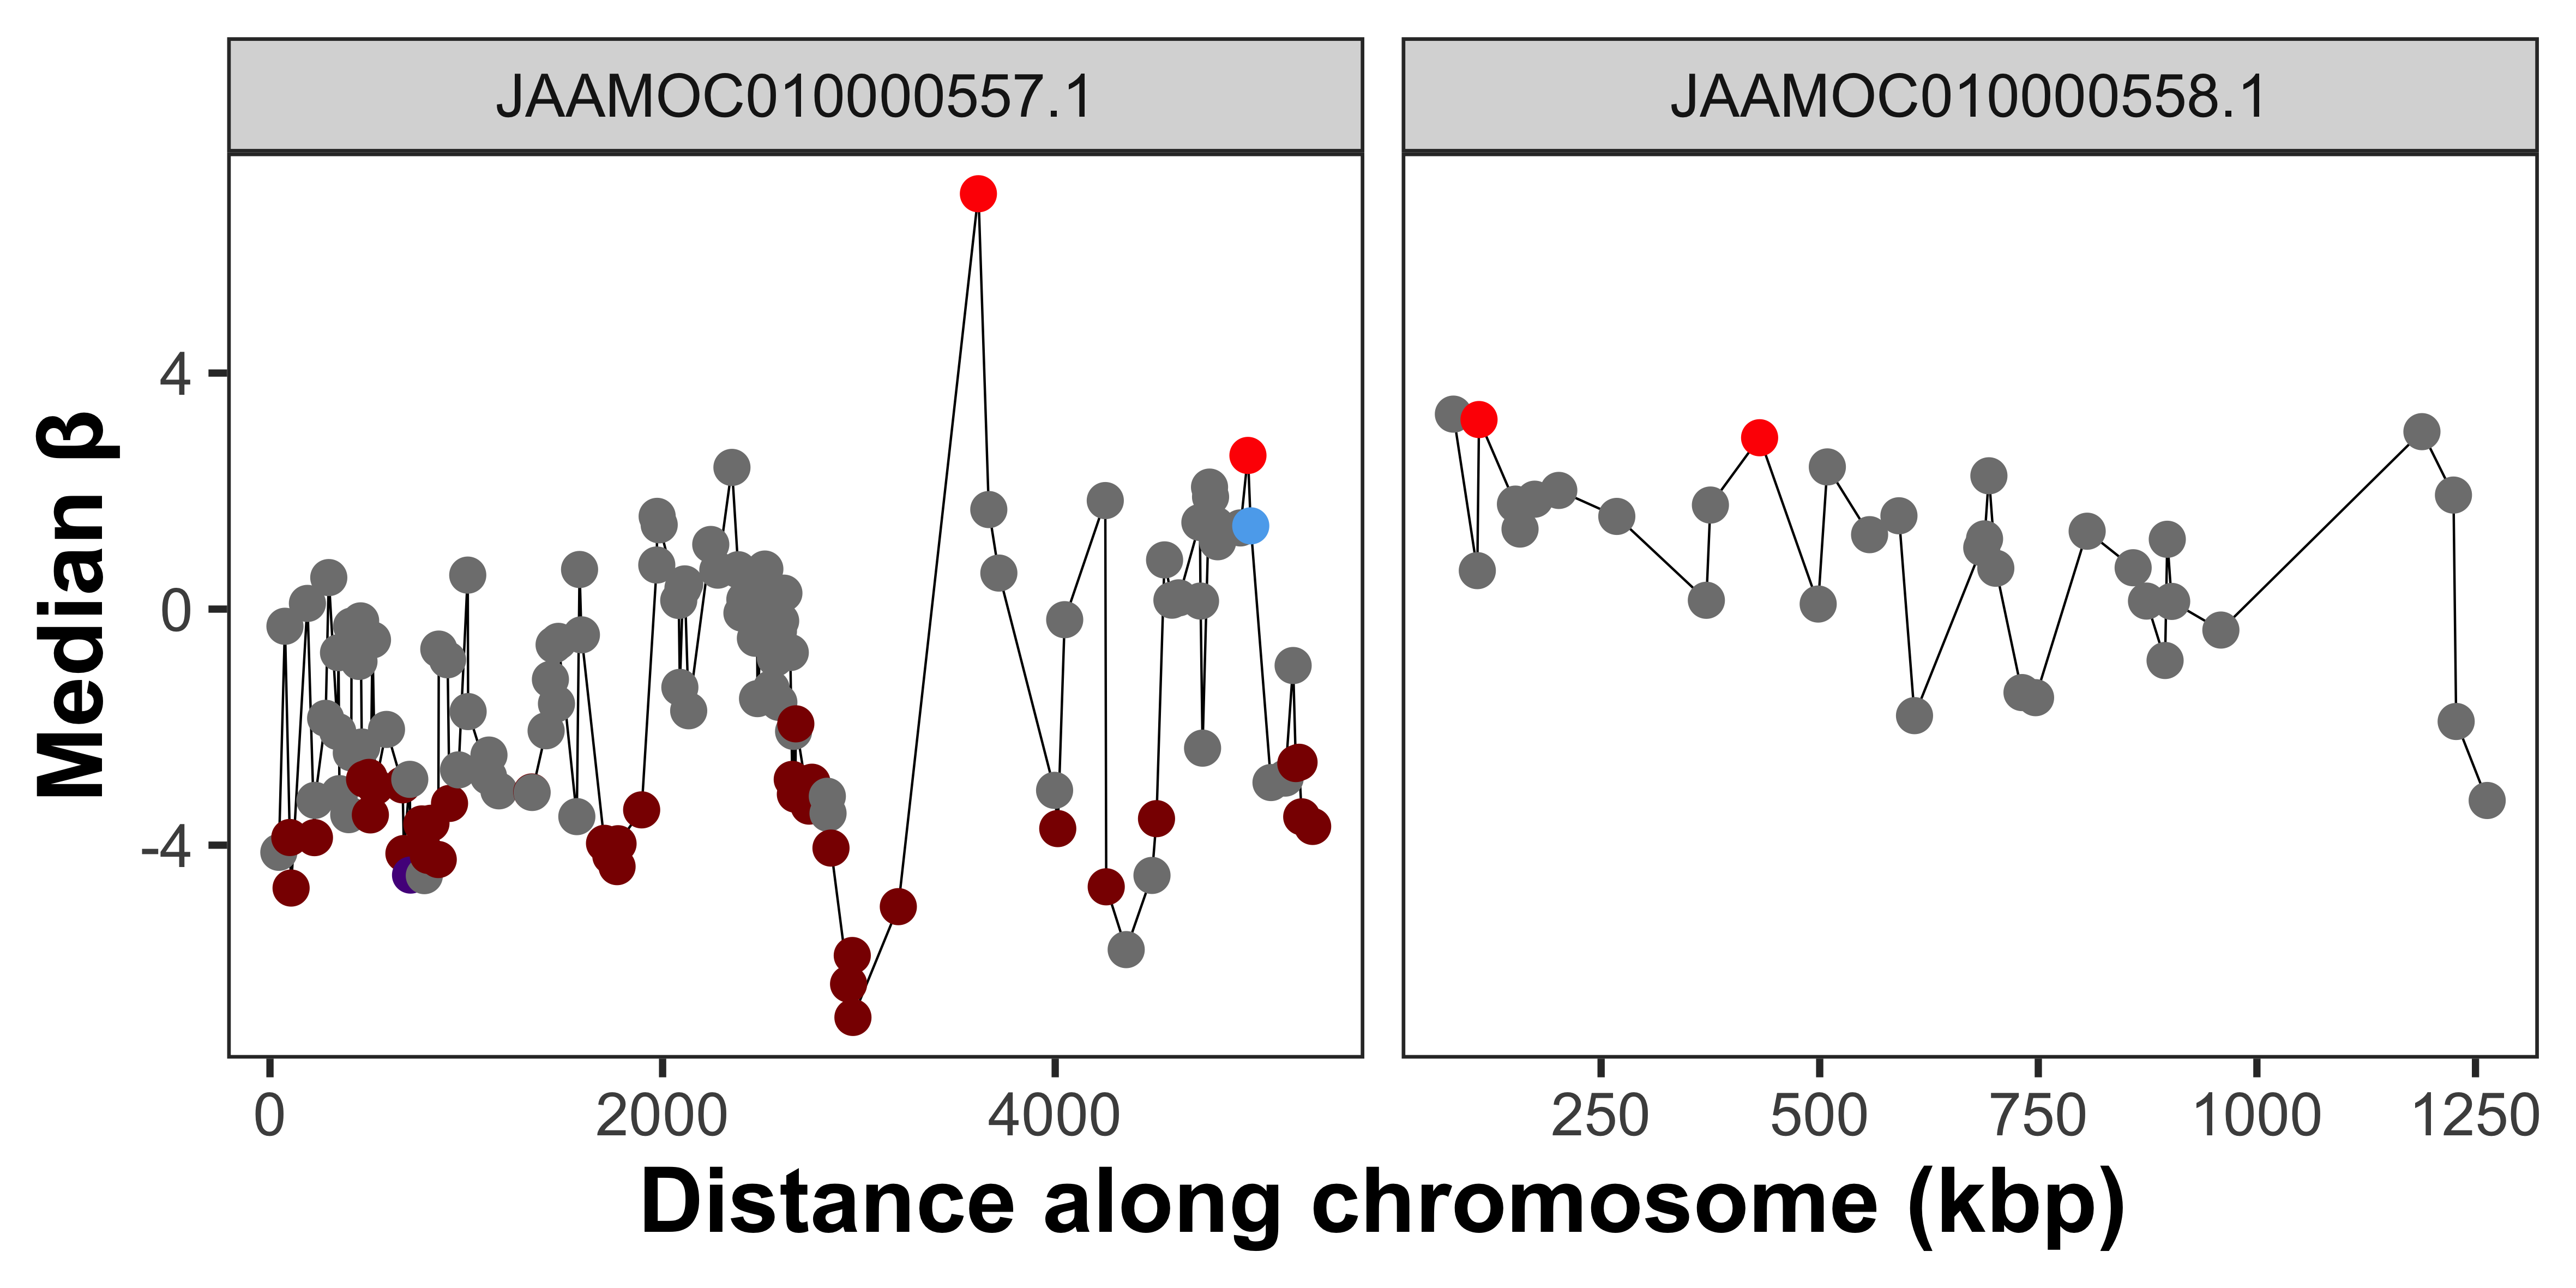 JAAMOC010000557.1
JAAMOC010000558.1
Median β
4
0
-4
0 2000 4000
250 500 750 1000 1250
Distance along chromosome (kbp)